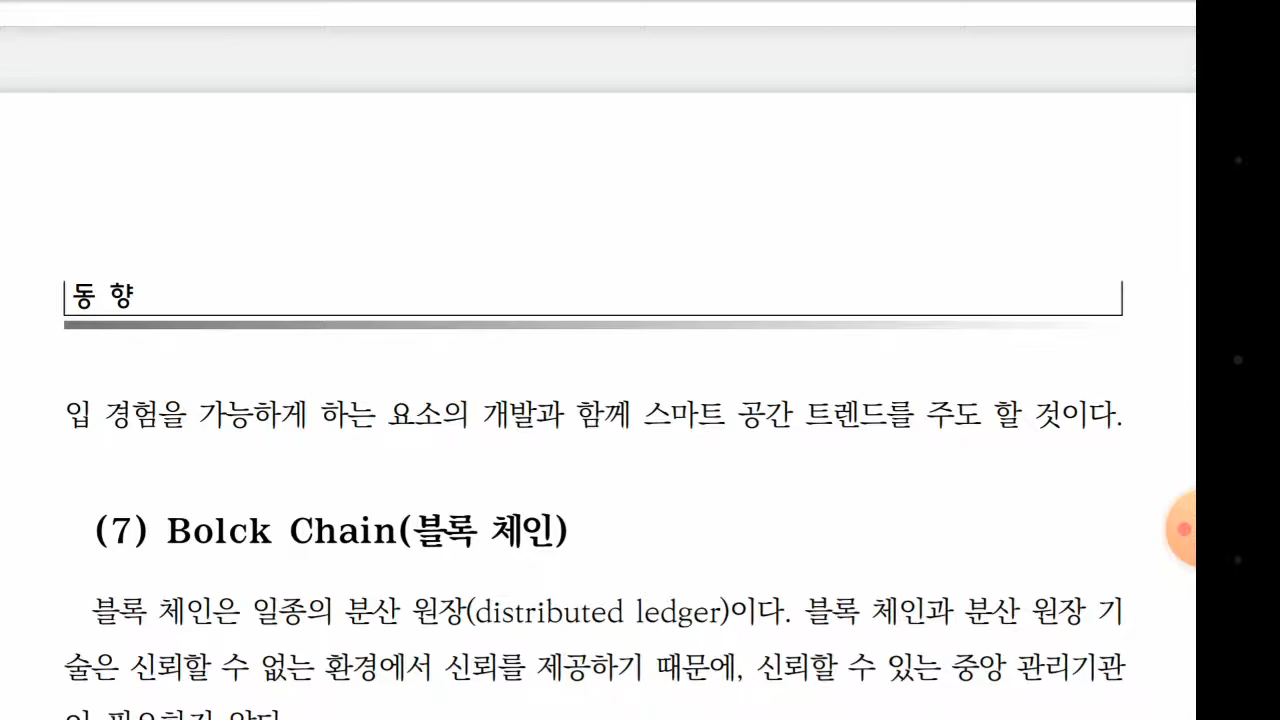 동 향
입 경험을 가능하게 하는 요소의 개발과 함께 스마트 공간 트렌드를 주도 할 것이다.
(7) Bolck Chain(블록 체인)
블록 체인은 일종의 분산 원장(distributed ledger)이다. 블록 체인과 분산 원장 기
술은 신뢰할 수 없는 환경에서 신뢰를 제공하기 때문에, 신뢰할 수 있는 중앙 관리기관